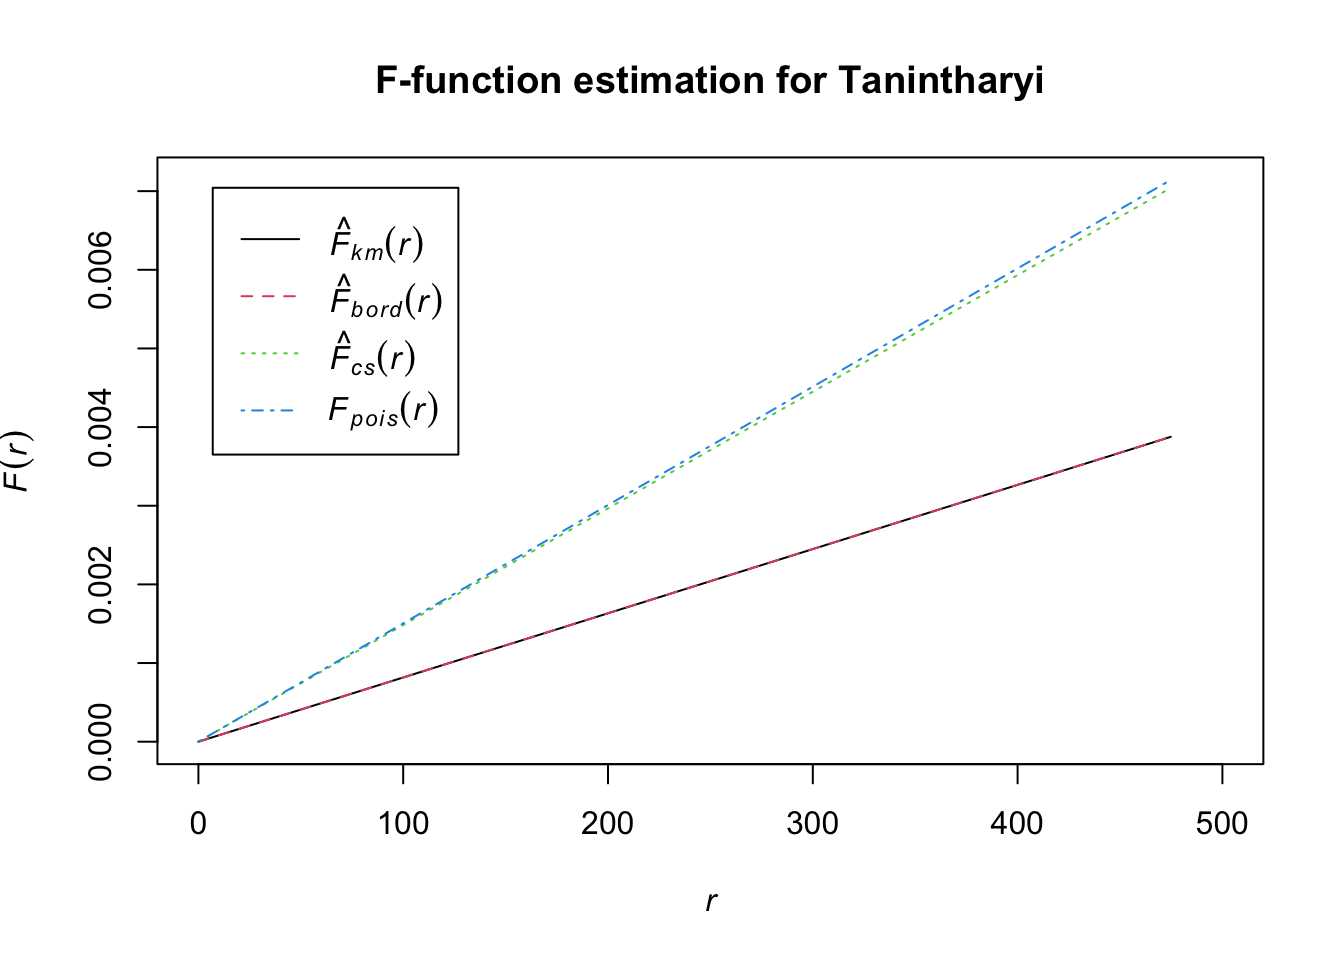 F-function estimation for Tanintharyi
F(r)
0.006
0.004
0.002
0.000
F̂km(r)
F̂bord(r)
F̂cs(r)
Fpois(r)
0 100 200 300 400 500
r